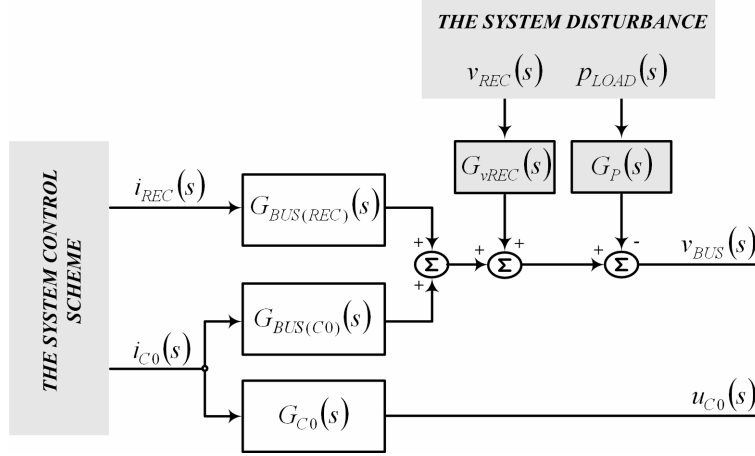 THE SYSTEM DISTURBANCE
v_REC(s) p_LOAD(s)
G_vREC(s) G_P(s)
THE SYSTEM CONTROL
SCHEME
i_REC(s)
G_BUS(REC)(s)
+ + + + -
Σ Σ Σ
+
v_BUS(s)
i_C0(s)
G_BUS(C0)(s)
G_C0(s)
u_C0(s)